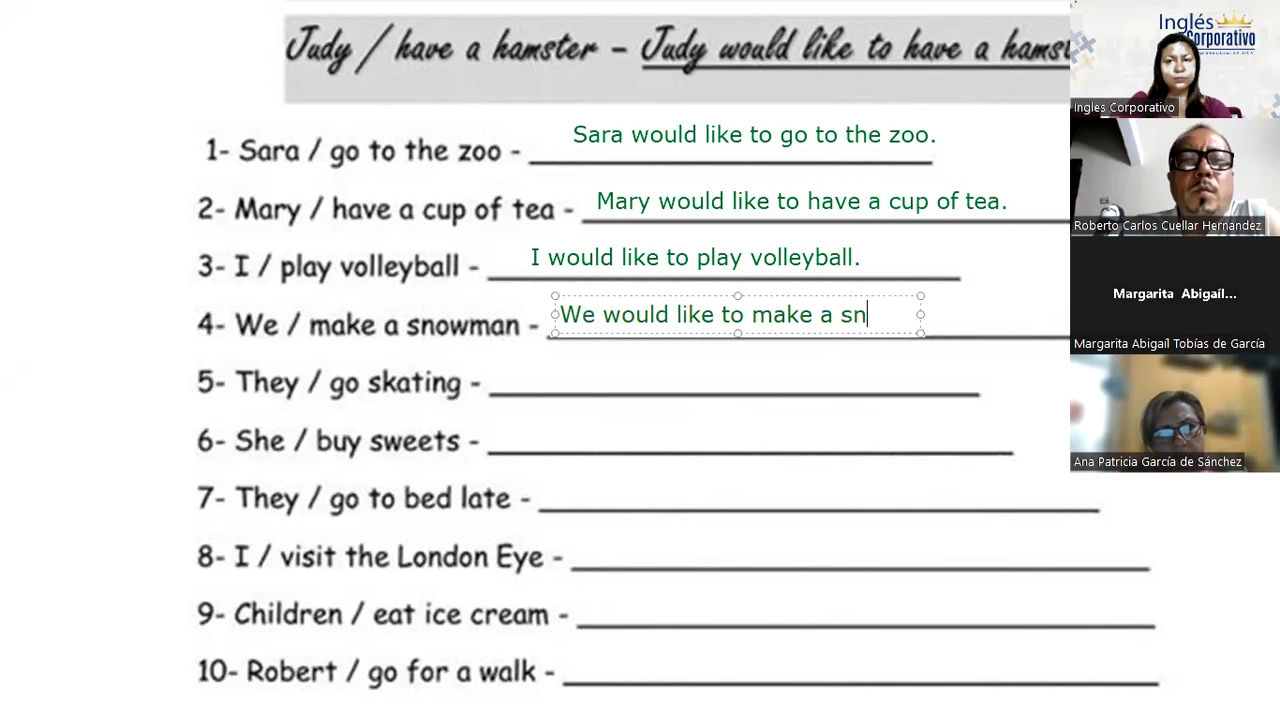 Judy / have a hamster - Judy would like to have a
Inglés
Corporativo
Ingles Corporativo
1- Sara / go to the zoo - Sara would like to go to the zoo.
2- Mary / have a cup of tea - Mary would like to have a cup of tea.
Roberto Carlos Cuellar Hernandez
3- I / play volleyball - I would like to play volleyball.
Margarita Abigaíl...
4- We / make a snowman - We would like to make a sn
Margarita Abigaíl Tobías de García
5- They / go skating -
6- She / buy sweets -
Ana Patricia García de Sánchez
7- They / go to bed late -
8- I / visit the London Eye -
9- Children / eat ice cream -
10- Robert / go for a walk -